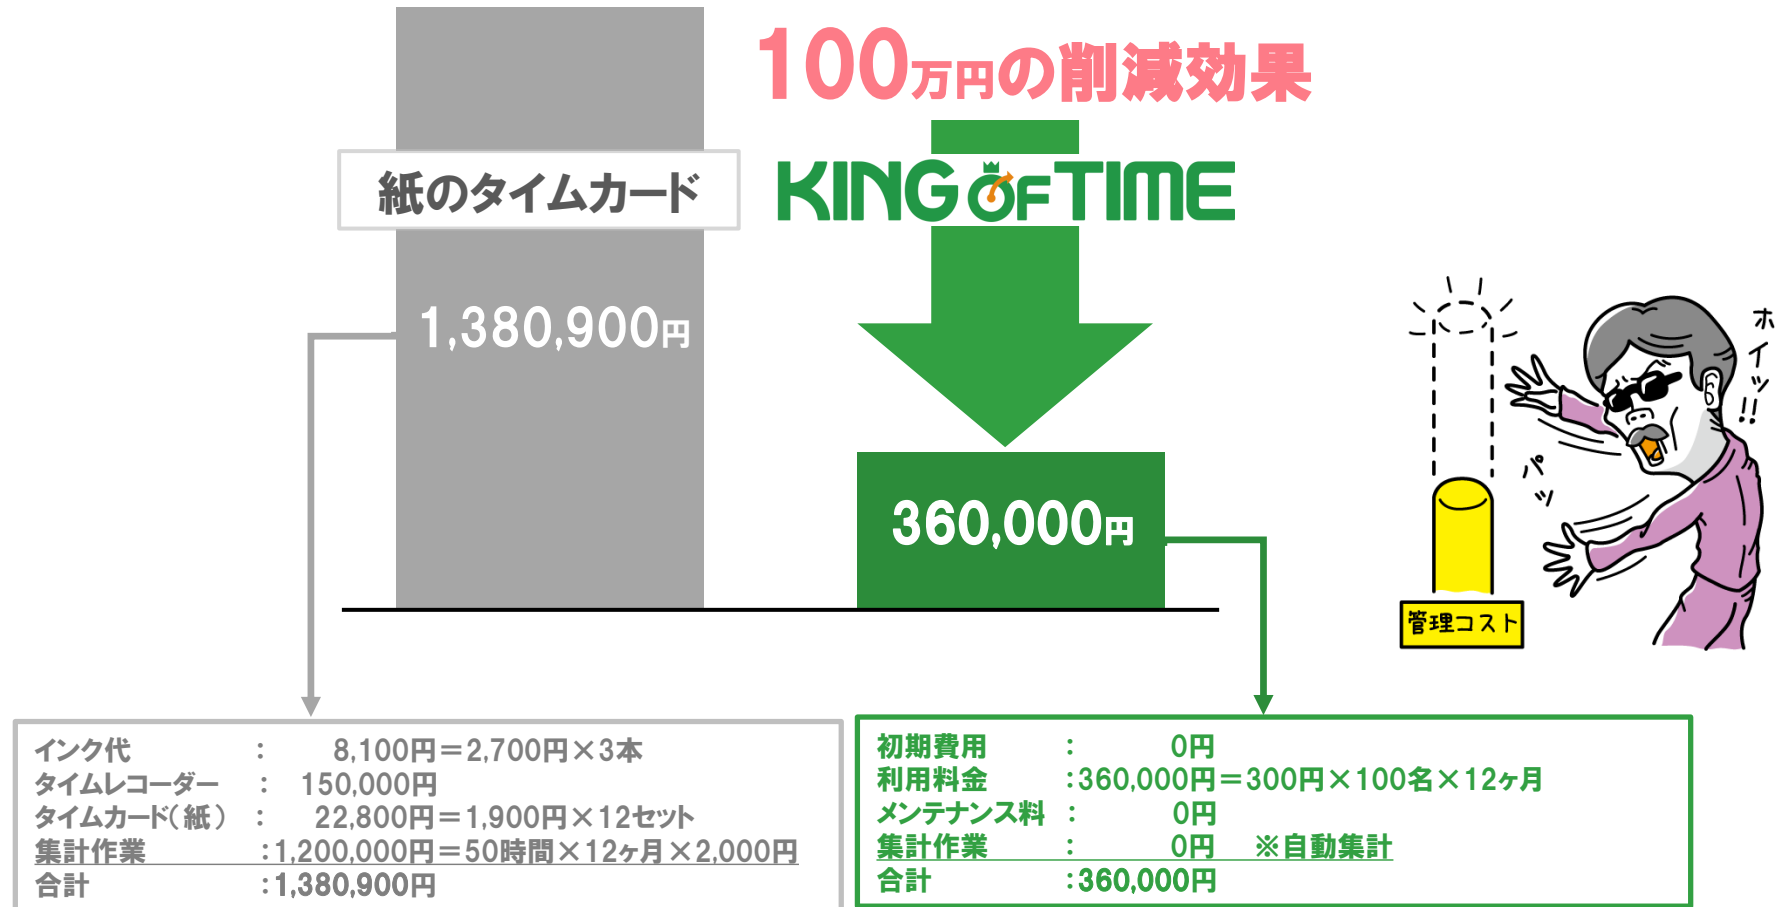 100万円の削減効果
紙のタイムカード
KING OF TIME
1,380,900円
360,000円
ホイッ!!
パッ
管理コスト
インク代 : 8,100円=2,700円×3本
タイムレコーダー : 150,000円
タイムカード(紙) : 22,800円=1,900円×12セット
集計作業 :1,200,000円=50時間×12ヶ月×2,000円
合計 :1,380,900円
初期費用 : 0円
利用料金 :360,000円=300円×100名×12ヶ月
メンテナンス料 : 0円
集計作業 : 0円 ※自動集計
合計 :360,000円